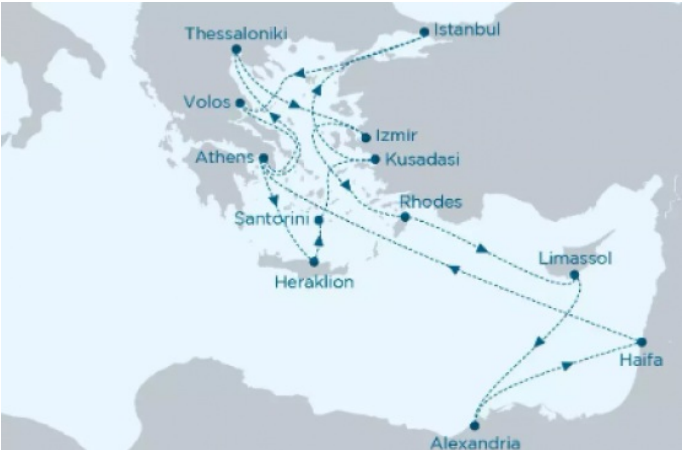 Istanbul
Thessaloniki
Volos
Izmir
Athens
Kusadasi
Rhodes
Santorini
Limassol
Heraklion
Haifa
Alexandria